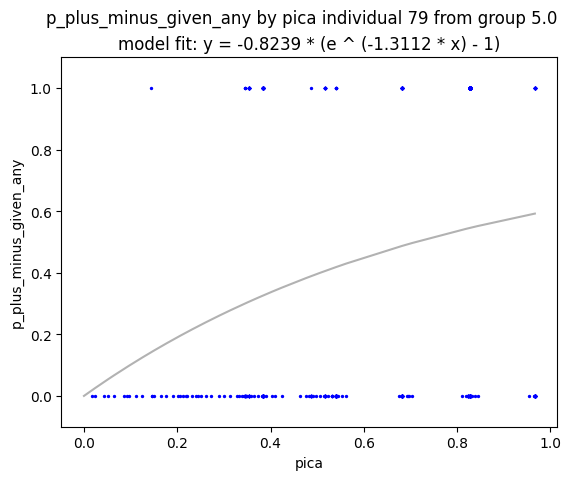 p_plus_minus_given_any by pica individual 79 from group 5.0
model fit: y = -0.8239 * (e ^ (-1.3112 * x) - 1)
1.0
0.8
0.6
0.4
0.2
0.0
p_plus_minus_given_any
0.0 0.2 0.4 0.6 0.8 1.0
pica